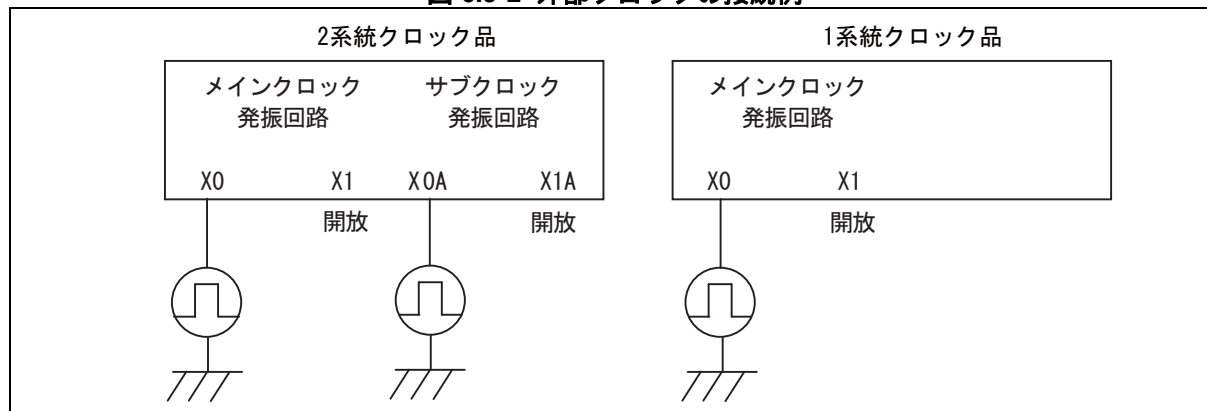 2系統クロック品
1系統クロック品
メインクロック
発振回路
サブクロック
発振回路
メインクロック
発振回路
X0 X1 X0A X1A
X0 X1
開放 開放
開放